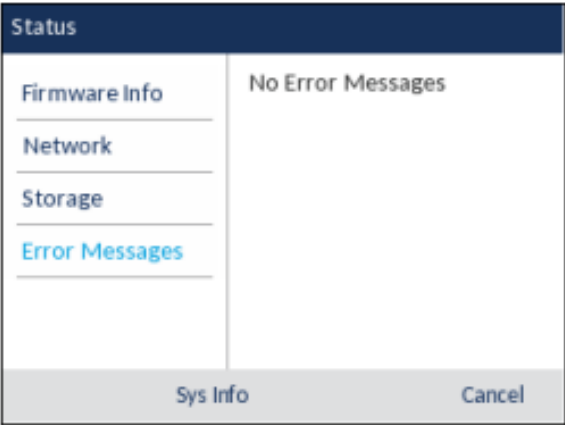 Status
Firmware Info
Network
Storage
Error Messages
No Error Messages
Sys Info
Cancel